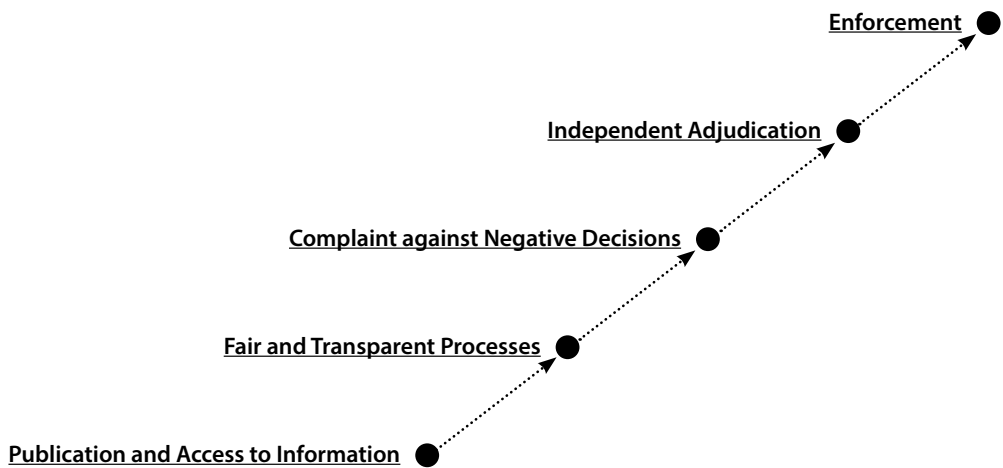 Enforcement
Independent Adjudication
Complaint against Negative Decisions
Fair and Transparent Processes
Publication and Access to Information